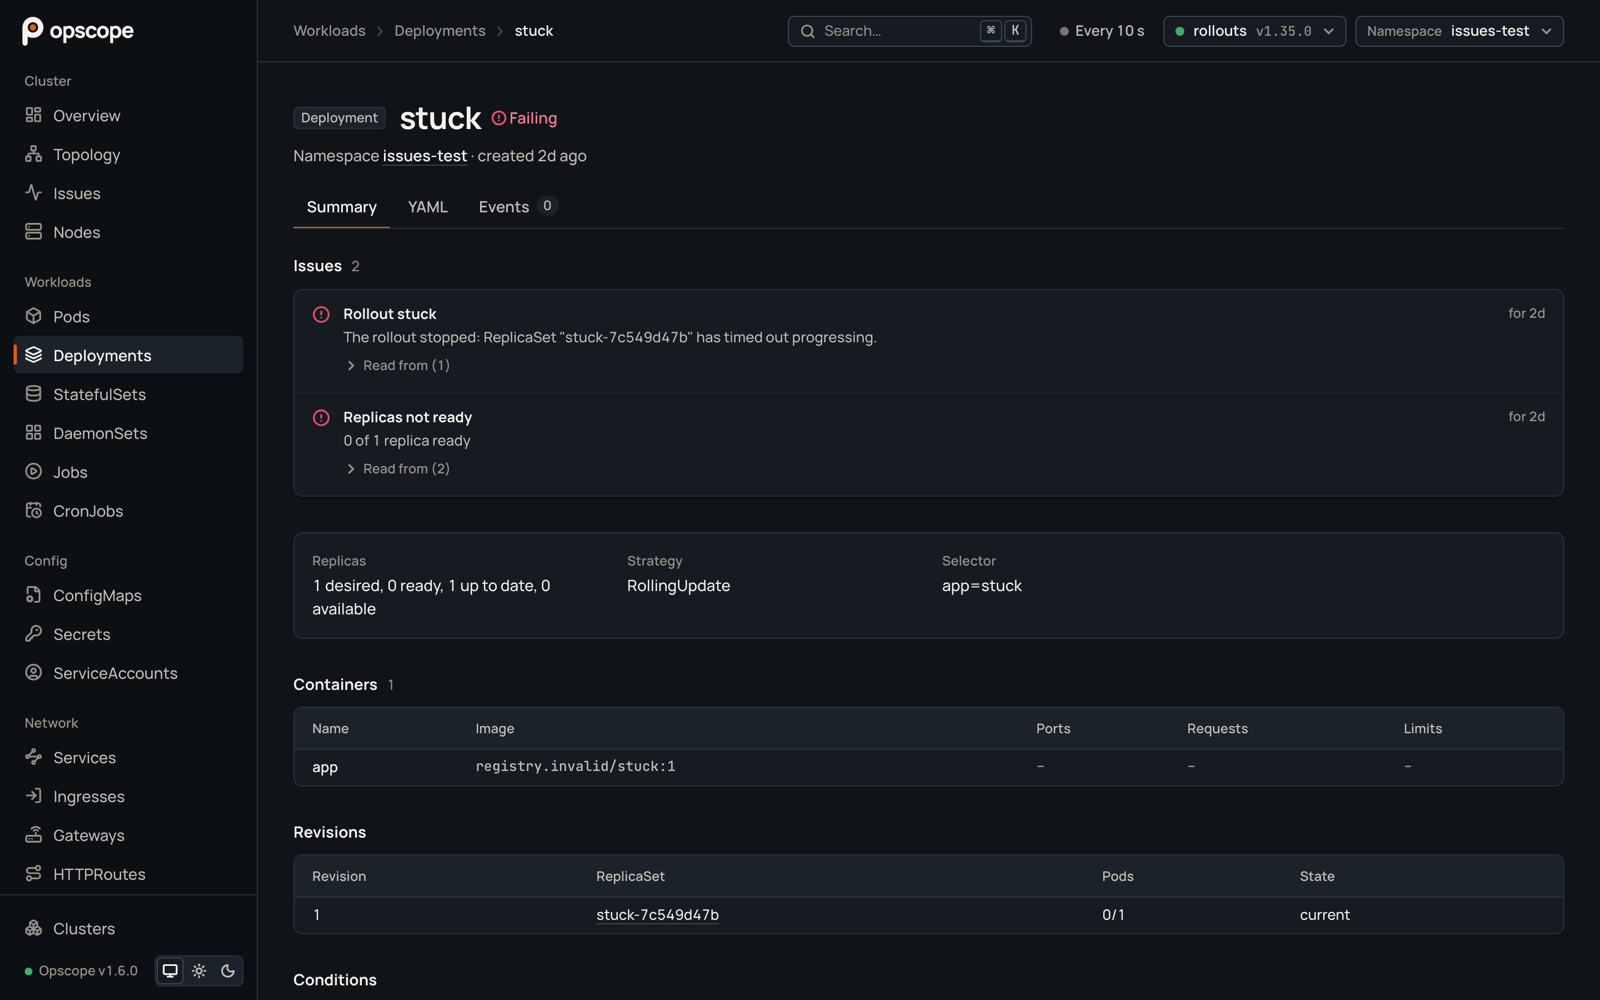 opscope
Workloads > Deployments > stuck
Search... ⌘ K
Every 10 s
rollouts v1.35.0
Namespace issues-test
Cluster
Overview
Topology
Issues
Nodes
Workloads
Pods
Deployments
StatefulSets
DaemonSets
Jobs
CronJobs
Config
ConfigMaps
Secrets
ServiceAccounts
Network
Services
Ingresses
Gateways
HTTPRoutes
Clusters
Opscope v1.6.0
Deployment stuck Failing
Namespace issues-test · created 2d ago
Summary YAML Events 0
Issues 2
Rollout stuck for 2d
The rollout stopped: ReplicaSet "stuck-7c549d47b" has timed out progressing.
Read from (1)
Replicas not ready for 2d
0 of 1 replica ready
Read from (2)
Replicas Strategy Selector
1 desired, 0 ready, 1 up to date, 0 RollingUpdate app=stuck
available
Containers 1
Name Image Ports Requests Limits
app registry.invalid/stuck:1 – – –
Revisions
Revision ReplicaSet Pods State
1 stuck-7c549d47b 0/1 current
Conditions